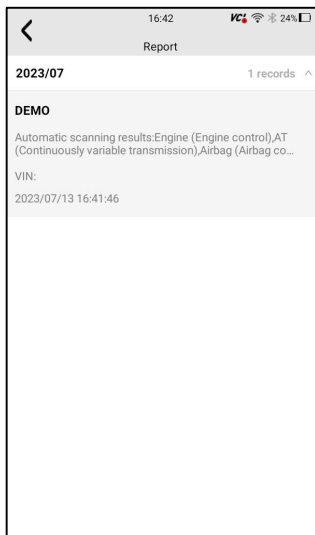 16:42
VCi
24%
Report
2023/07
1 records
DEMO
Automatic scanning results:Engine (Engine control),AT
(Continuously variable transmission),Airbag (Airbag co...
VIN:
2023/07/13 16:41:46